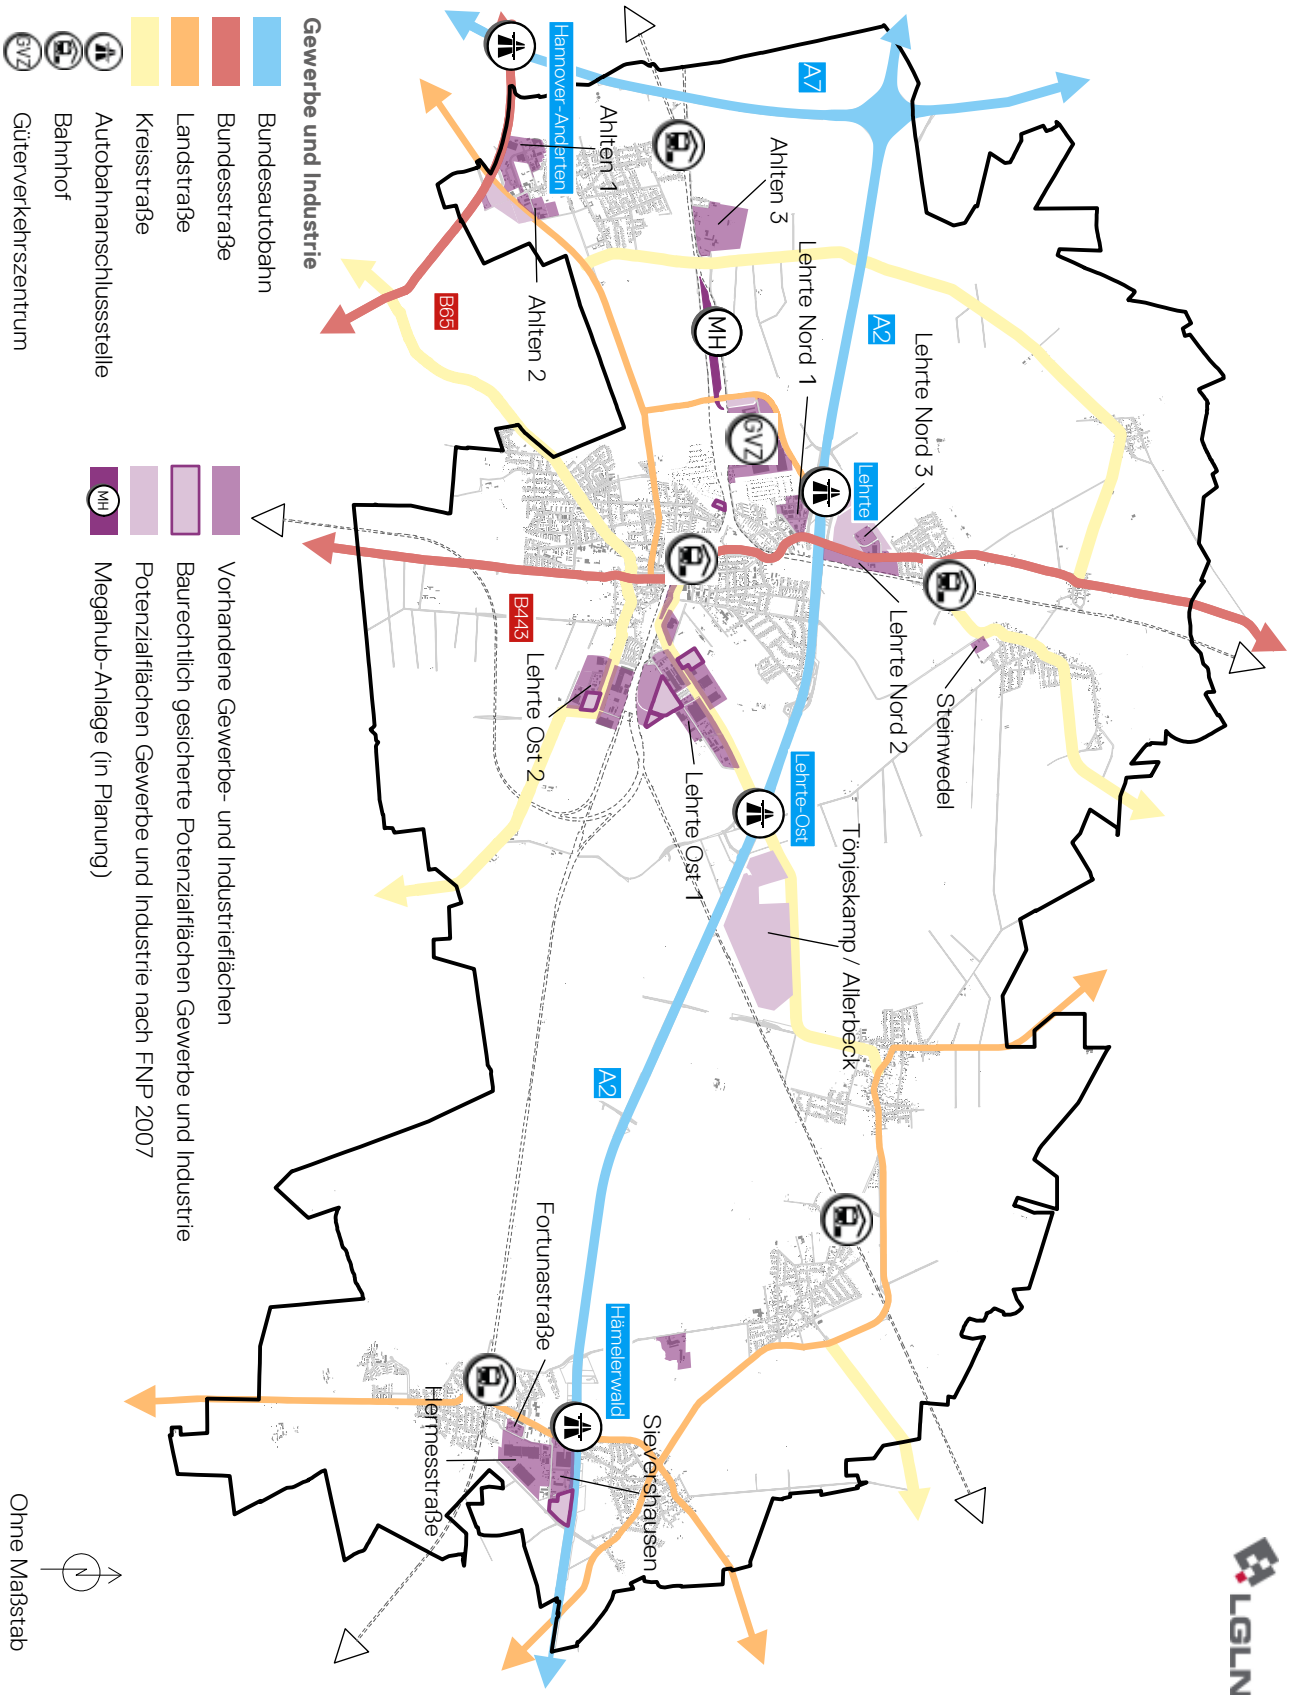 LGLN
A7
A2
Hannover-Anderten
Ahlten 1
Ahlten 3
Lehrte Nord 1
Lehrte Nord 3
Lehrte
Ahlten 2
B65
MH
GVZ
Lehrte Nord 2
Steinwedel
B443
Lehrte Ost 2
Lehrte Ost 1
Lehrte-Ost
Tönjeskamp / Allerbeck
A2
Fortunastraße
Hämelerwald
Sievershausen
Hermesstraße
Gewerbe und Industrie
Bundesautobahn
Bundesstraße
Landstraße
Kreisstraße
Autobahnanschlussstelle
Bahnhof
GVZ Güterverkehrszentrum
Vorhandene Gewerbe- und Industrieflächen
Baurechtlich gesicherte Potenzialflächen Gewerbe und Industrie
Potenzialflächen Gewerbe und Industrie nach FNP 2007
MH Megahub-Anlage (in Planung)
N
Ohne Maßstab